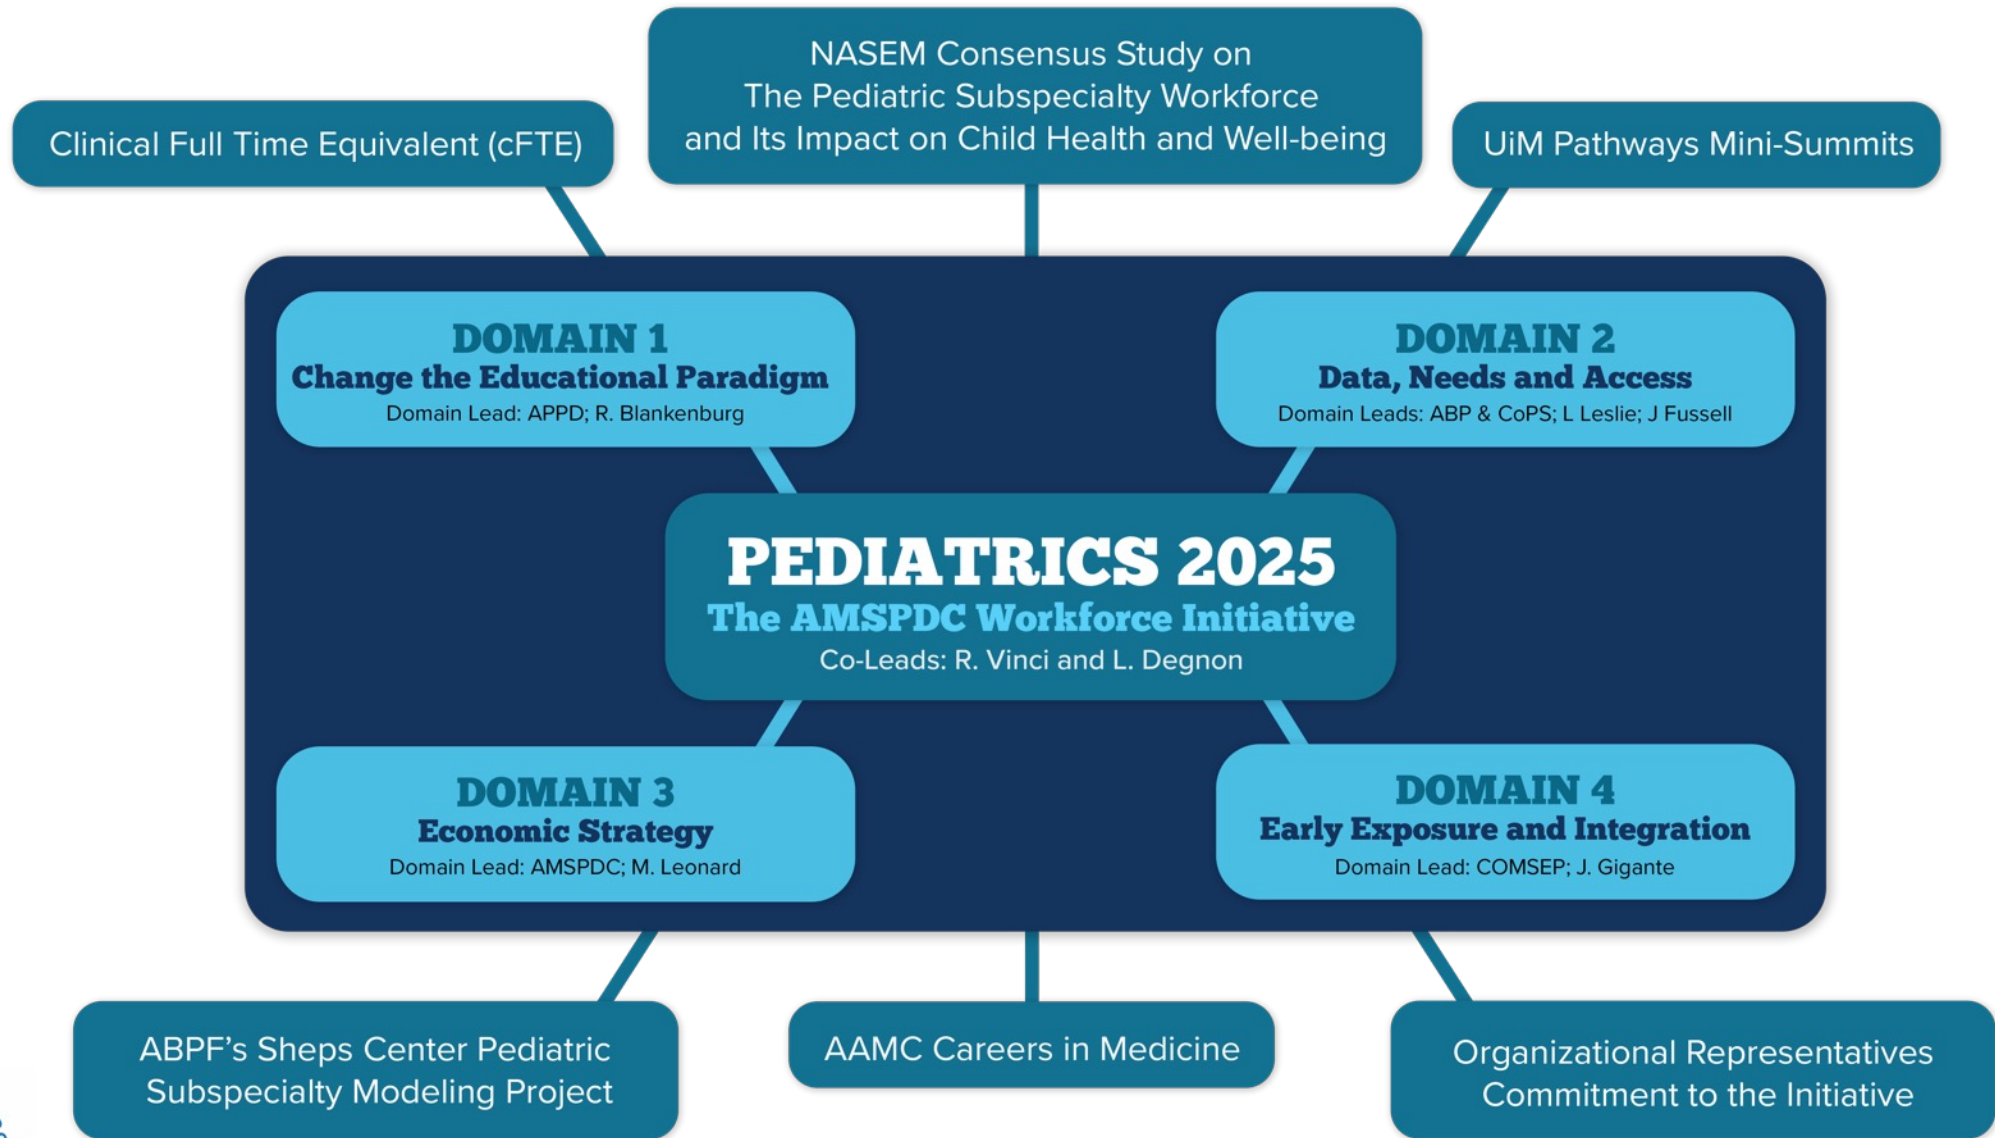 NASEM Consensus Study on
The Pediatric Subspecialty Workforce
and Its Impact on Child Health and Well-being
Clinical Full Time Equivalent (cFTE)
UiM Pathways Mini-Summits
DOMAIN 1
Change the Educational Paradigm
Domain Lead: APPD; R. Blankenburg
DOMAIN 2
Data, Needs and Access
Domain Leads: ABP & CoPS; L Leslie; J Fussell
PEDIATRICS 2025
The AMSPDC Workforce Initiative
Co-Leads: R. Vinci and L. Degnon
DOMAIN 3
Economic Strategy
Domain Lead: AMSPDC; M. Leonard
DOMAIN 4
Early Exposure and Integration
Domain Lead: COMSEP; J. Gigante
ABPF’s Sheps Center Pediatric
Subspecialty Modeling Project
AAMC Careers in Medicine
Organizational Representatives
Commitment to the Initiative